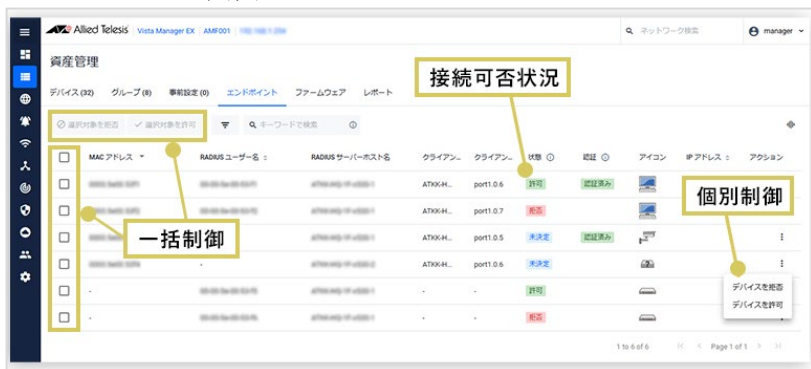 Allied Telesis Vista Manager EX AMF001 ネットワーク検索 manager
資産管理
接続可否状況
デバイス (32) グループ (8) 事前設定 (0) エンドポイント ファームウェア レポート
選択対象を拒否 選択対象を許可 キーワードで検索
MAC アドレス RADIUS ユーザー名 RADIUS サーバーホスト名 クライアン... クライアン... 状態 認証 アイコン IP アドレス アクション
ATKK-H... port1.0.6 許可 認証済み
個別制御
- ATKK-H... port1.0.7 拒否
一括制御
ATKK-H... port1.0.5 未決定 認証済み
- ATKK-H... port1.0.6 未決定
デバイスを拒否
- - - 許可
デバイスを許可
- - - 拒否
1 to 6 of 6 Page 1 of 1